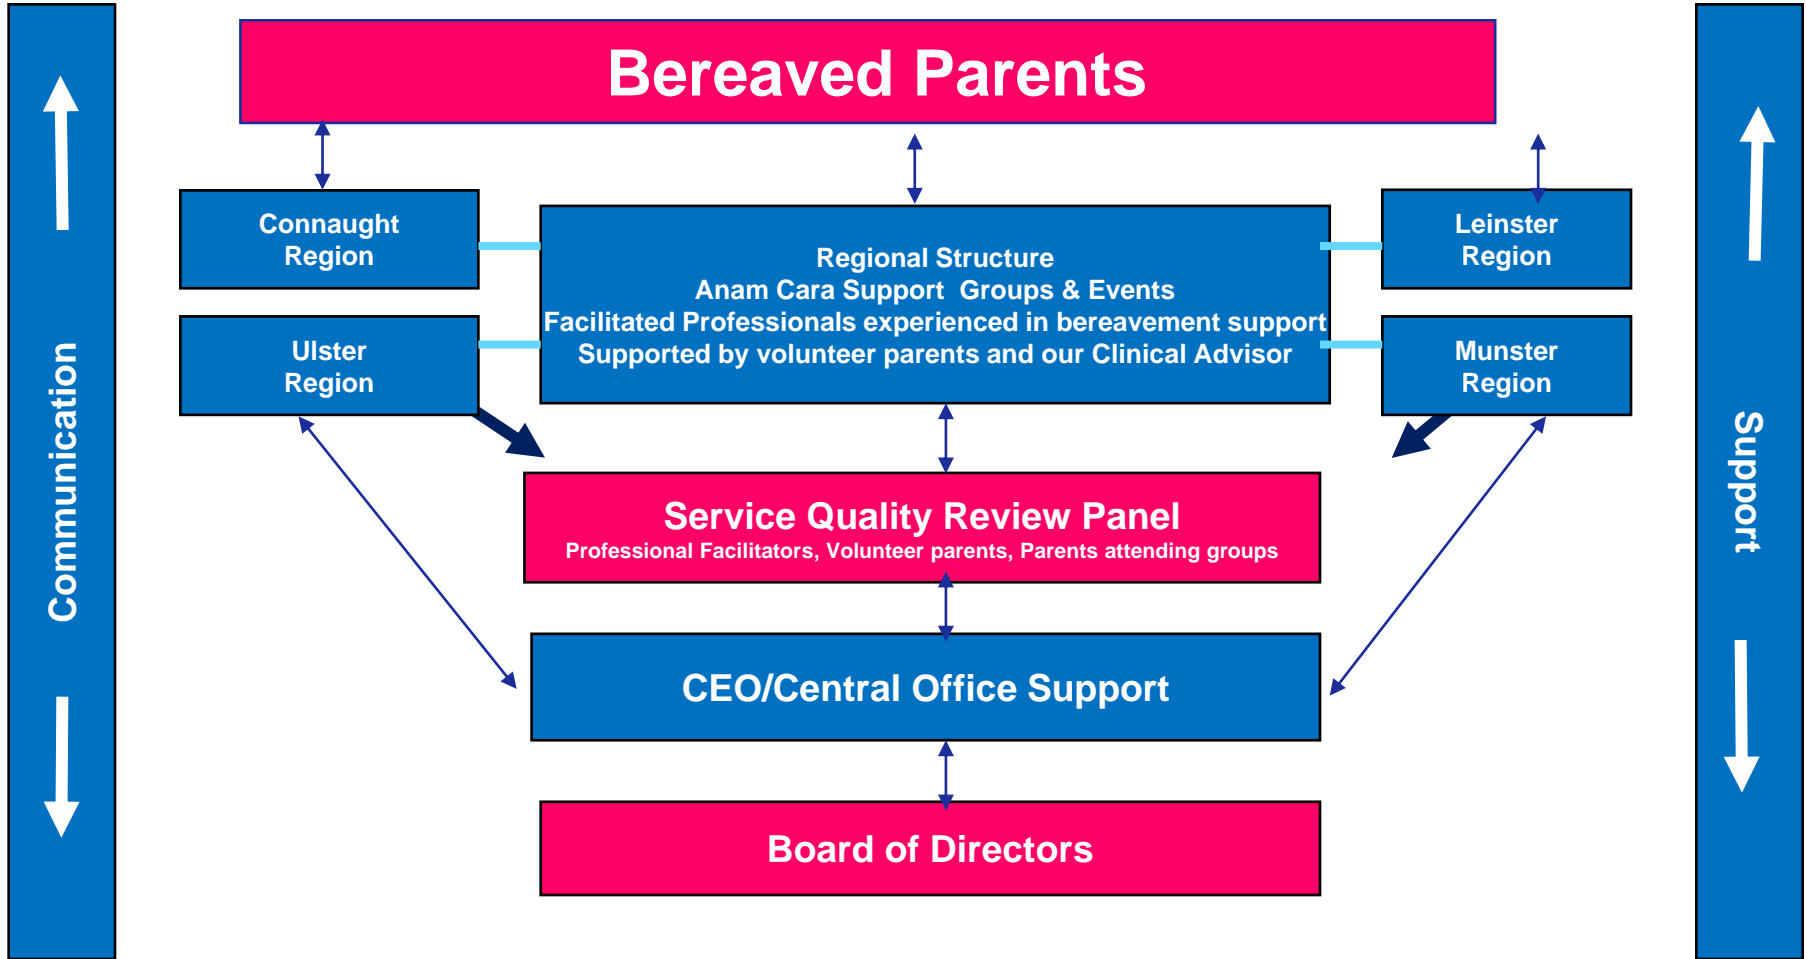 Bereaved Parents
Connaught
Region
Regional Structure
Anam Cara Support  Groups & Events
Facilitated Professionals experienced in bereavement support
Supported by volunteer parents and our Clinical Advisor
Leinster
Region
Ulster
Region
Munster
Region
Communication
Support
Service Quality Review Panel
Professional Facilitators, Volunteer parents, Parents attending groups
CEO/Central Office Support
Board of Directors